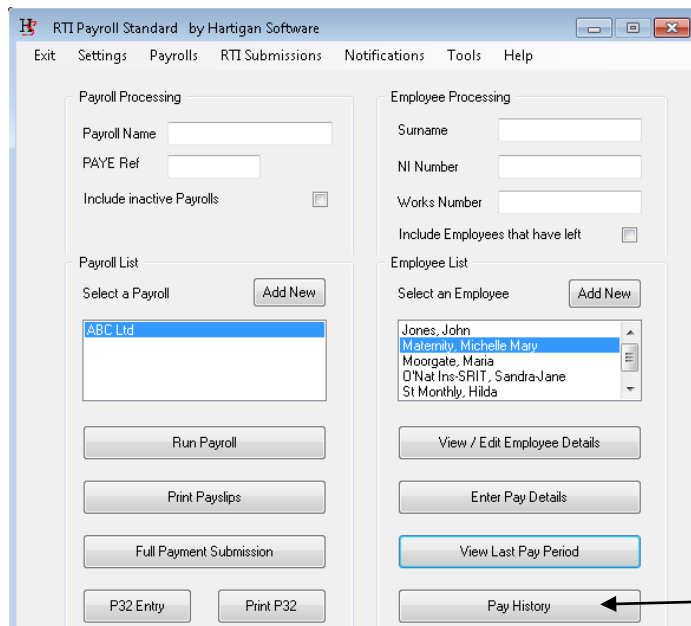 RTI Payroll Standard by Hartigan Software
Exit Settings Payrolls RTI Submissions Notifications Tools Help
Payroll Processing
Payroll Name
PAYE Ref
Include inactive Payrolls
Employee Processing
Surname
NI Number
Works Number
Include Employees that have left
Payroll List
Select a Payroll
Add New
ABC Ltd
Run Payroll
Print Payslips
Full Payment Submission
P32 Entry
Print P32
Employee List
Select an Employee
Add New
Jones, John
Maternity, Michelle Mary
Moorgate, Maria
O'Nat Ins-SRIT, Sandra-Jane
St Monthly, Hilda
View / Edit Employee Details
Enter Pay Details
View Last Pay Period
Pay History